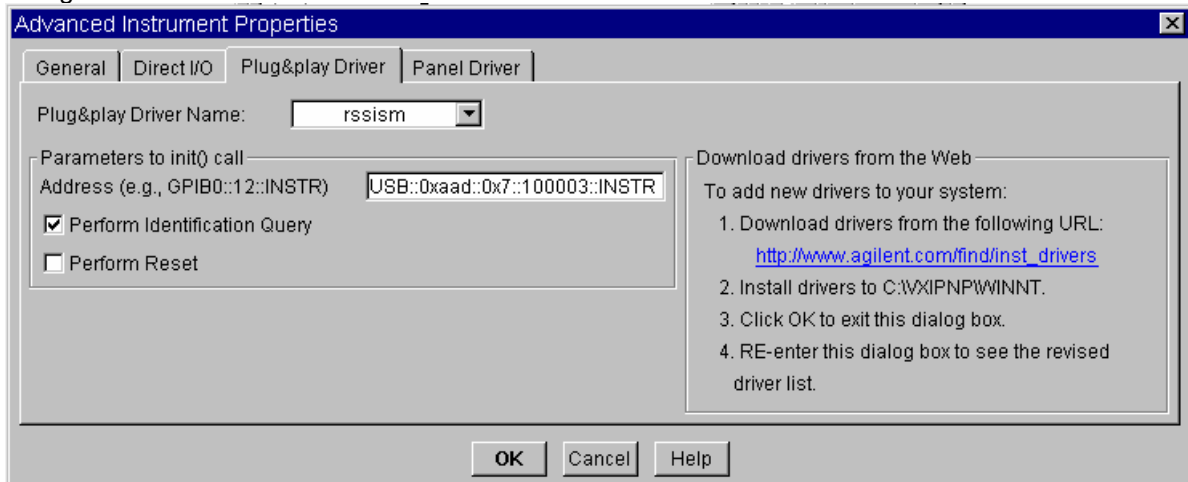 Advanced Instrument Properties
General Direct I/O Plug&play Driver Panel Driver
Plug&play Driver Name: rssism
Parameters to init() call
Address (e.g., GPIB0::12::INSTR) USB::0xaad::0x7::100003::INSTR
Perform Identification Query
Perform Reset
Download drivers from the Web
To add new drivers to your system:
1. Download drivers from the following URL:
http://www.agilent.com/find/inst_drivers
2. Install drivers to C:\VXIPNP\WINNT.
3. Click OK to exit this dialog box.
4. RE-enter this dialog box to see the revised
driver list.
OK Cancel Help